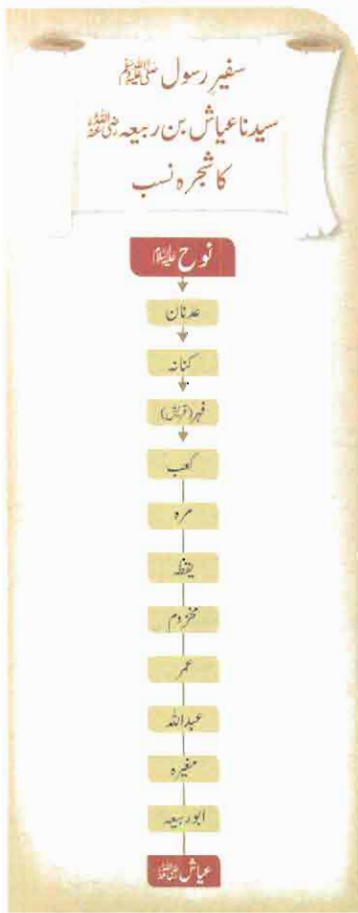 سفیرِ رسول ﷺ
سیدنا عیاش بن ربیعہ رضی اللہ عنہ
کا شجرہ نسب
نوح علیہ السلام
عدنان
کنانہ
فہر (قریش)
کعب
مرہ
یقظہ
مخزوم
عمر
عبداللہ
مغیرہ
ابو ربیعہ
عیاش رضی اللہ عنہ